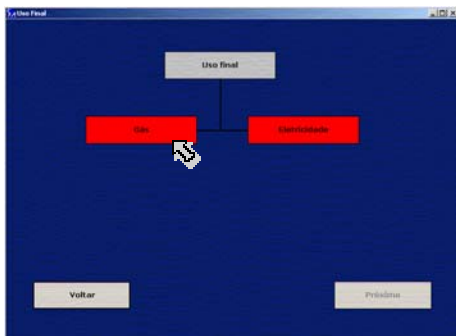 Uso Final
Uso final
Gás
Eletricidade
Voltar
Próximo